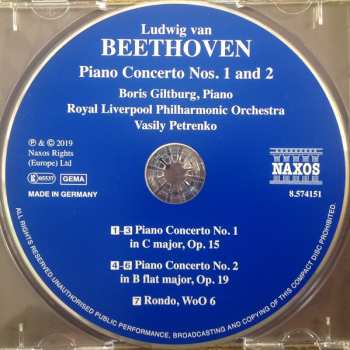 Ludwig van
BEETHOVEN
Piano Concerto Nos. 1 and 2
Boris Giltburg, Piano
Royal Liverpool Philharmonic Orchestra
Vasily Petrenko
℗ & © 2019
Naxos Rights
(Europe) Ltd
LC 05537
GEMA
MADE IN GERMANY
NAXOS
8.574151
1-3 Piano Concerto No. 1
in C major, Op. 15
4-6 Piano Concerto No. 2
in B flat major, Op. 19
7 Rondo, WoO 6
ALL RIGHTS RESERVED. UNAUTHORISED PUBLIC PERFORMANCE, BROADCASTING AND COPYING OF THIS COMPACT DISC PROHIBITED.